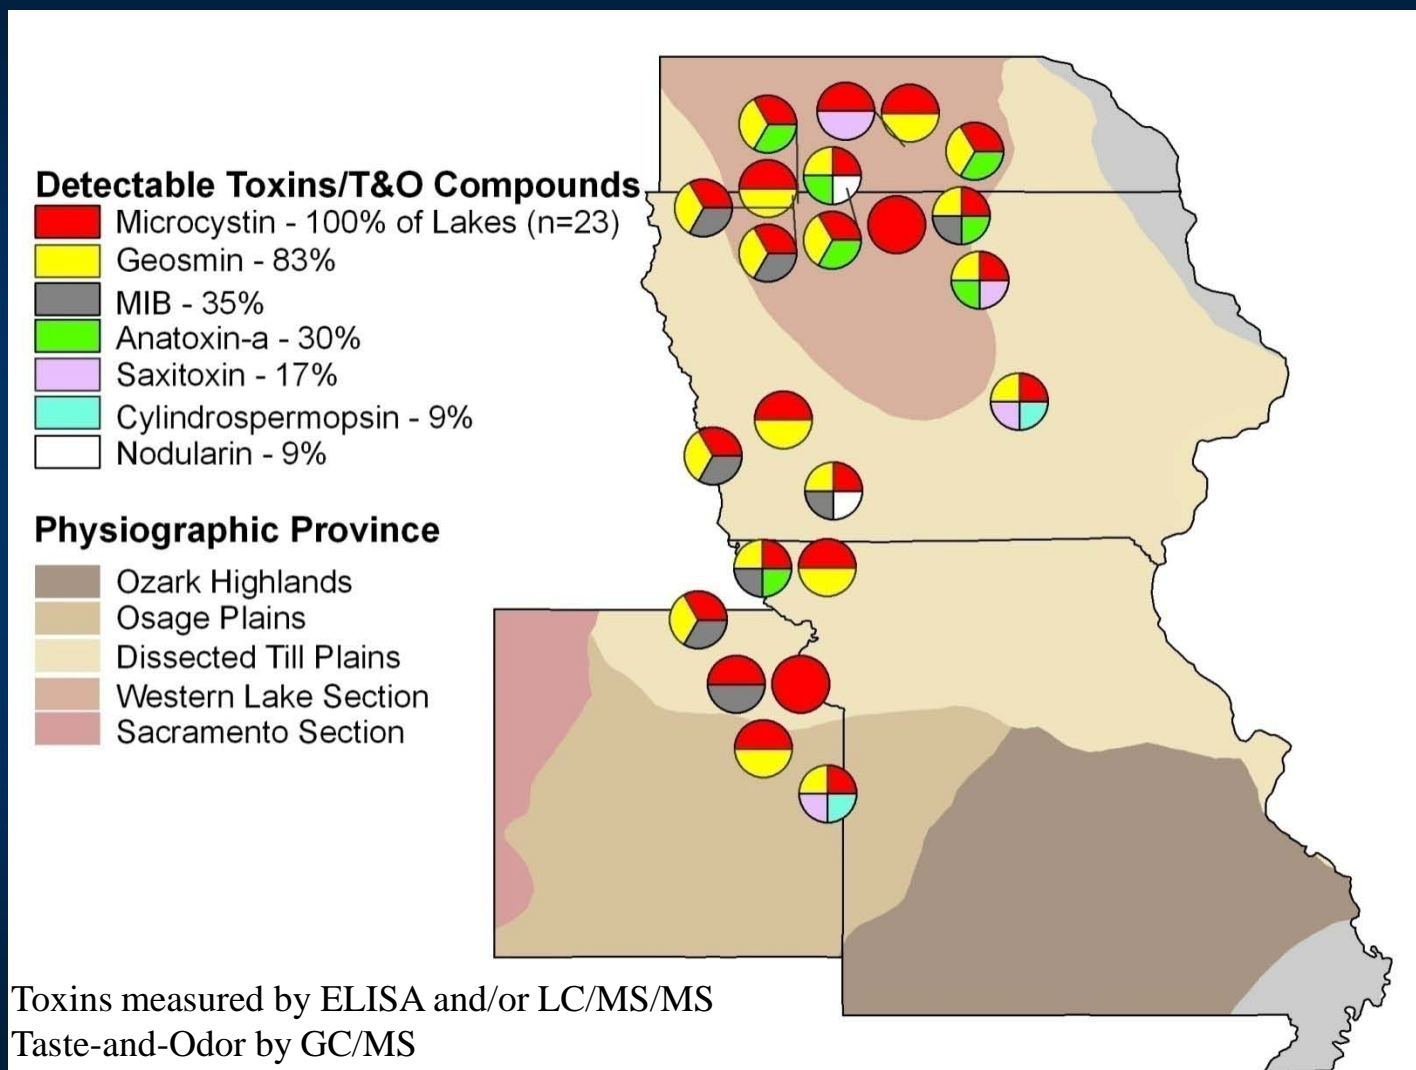 Detectable Toxins/T&O Compounds
Microcystin - 100% of Lakes (n=23)
Geosmin - 83%
MIB - 35%
Anatoxin-a - 30%
Saxitoxin - 17%
Cylindrospermopsin - 9%
Nodularin - 9%
Physiographic Province
Ozark Highlands
Osage Plains
Dissected Till Plains
Western Lake Section
Sacramento Section
Toxins measured by ELISA and/or LC/MS/MS
Taste-and-Odor by GC/MS